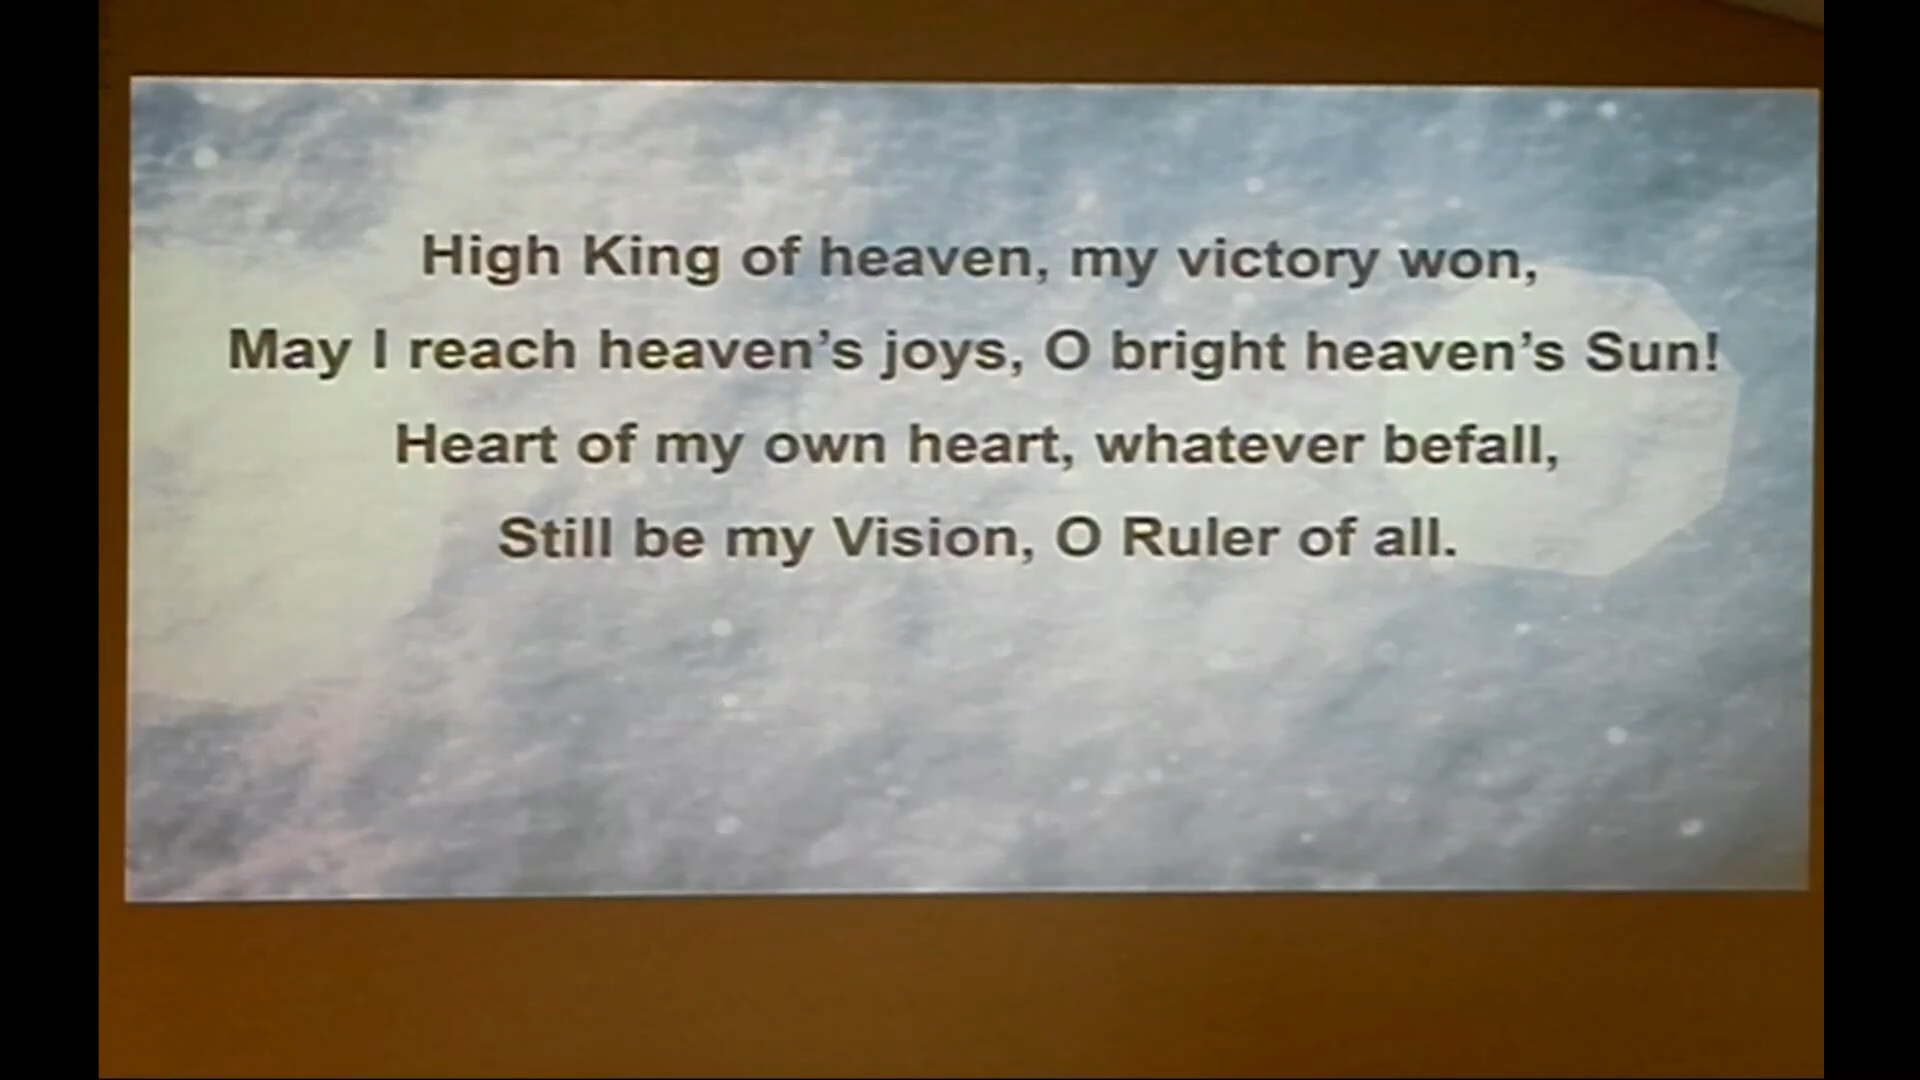 High King of heaven, my victory won,
May I reach heaven’s joys, O bright heaven’s Sun!
Heart of my own heart, whatever befall,
Still be my Vision, O Ruler of all.